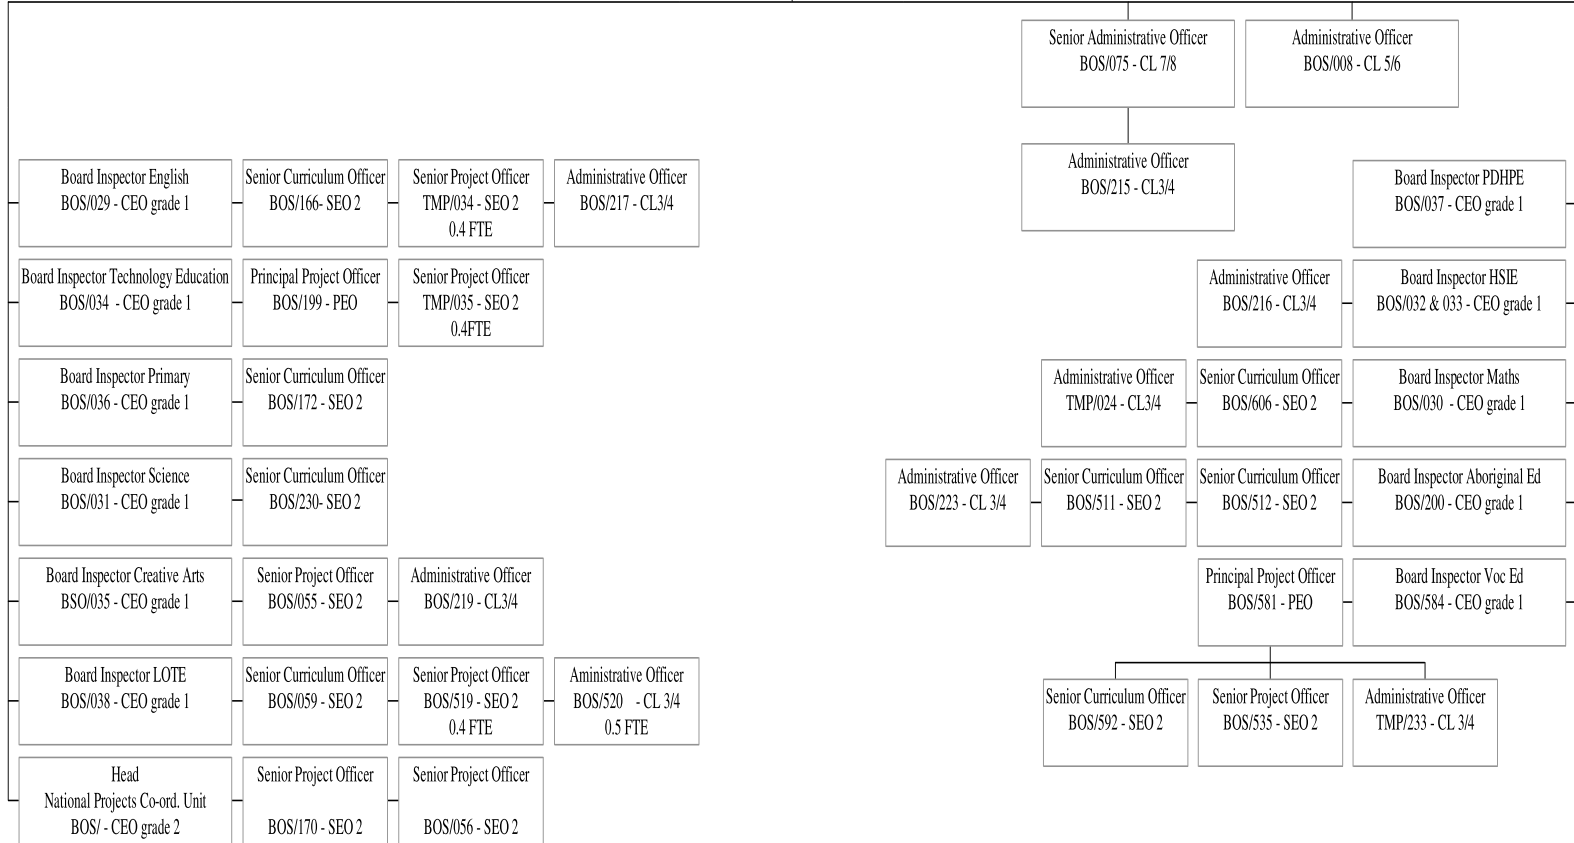 Senior Administrative Officer
BOS/075 - CL 7/8
Administrative Officer
BOS/008 - CL 5/6
Administrative Officer
BOS/215 - CL3/4
Board Inspector English
BOS/029 - CEO grade 1
Senior Curriculum Officer
BOS/166- SEO 2
Senior Project Officer
TMP/034 - SEO 2
0.4 FTE
Administrative Officer
BOS/217 - CL3/4
Board Inspector PDHPE
BOS/037 - CEO grade 1
Board Inspector Technology Education
BOS/034 - CEO grade 1
Principal Project Officer
BOS/199 - PEO
Senior Project Officer
TMP/035 - SEO 2
0.4FTE
Administrative Officer
BOS/216 - CL3/4
Board Inspector HSIE
BOS/032 & 033 - CEO grade 1
Board Inspector Primary
BOS/036 - CEO grade 1
Senior Curriculum Officer
BOS/172 - SEO 2
Administrative Officer
TMP/024 - CL3/4
Senior Curriculum Officer
BOS/606 - SEO 2
Board Inspector Maths
BOS/030 - CEO grade 1
Board Inspector Science
BOS/031 - CEO grade 1
Senior Curriculum Officer
BOS/230- SEO 2
Administrative Officer
BOS/223 - CL 3/4
Senior Curriculum Officer
BOS/511 - SEO 2
Senior Curriculum Officer
BOS/512 - SEO 2
Board Inspector Aboriginal Ed
BOS/200 - CEO grade 1
Board Inspector Creative Arts
BSO/035 - CEO grade 1
Senior Project Officer
BOS/055 - SEO 2
Administrative Officer
BOS/219 - CL3/4
Principal Project Officer
BOS/581 - PEO
Board Inspector Voc Ed
BOS/584 - CEO grade 1
Board Inspector LOTE
BOS/038 - CEO grade 1
Senior Curriculum Officer
BOS/059 - SEO 2
Senior Project Officer
BOS/519 - SEO 2
0.4 FTE
Aministrative Officer
BOS/520 - CL 3/4
0.5 FTE
Senior Curriculum Officer
BOS/592 - SEO 2
Senior Project Officer
BOS/535 - SEO 2
Administrative Officer
TMP/233 - CL 3/4
Head
National Projects Co-ord. Unit
BOS/ - CEO grade 2
Senior Project Officer
BOS/170 - SEO 2
Senior Project Officer
BOS/056 - SEO 2